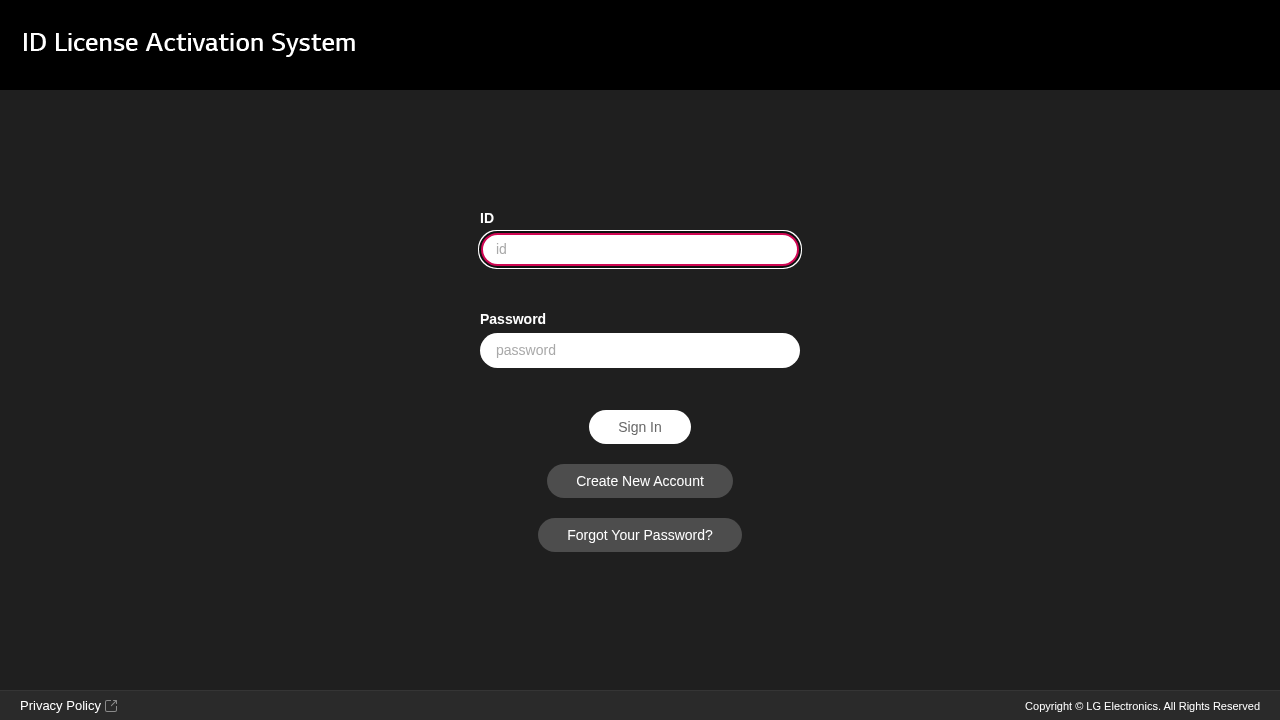 ID License Activation System
ID
id
Password
password
Sign In
Create New Account
Forgot Your Password?
Privacy Policy
Copyright © LG Electronics. All Rights Reserved